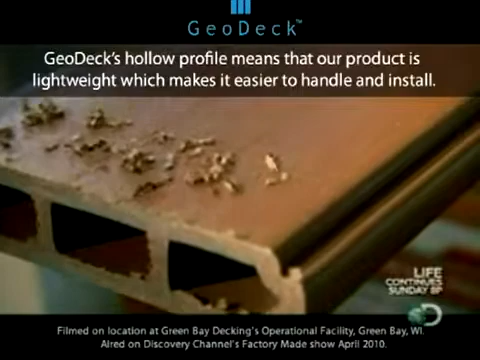 GeoDeck™
GeoDeck's hollow profile means that our product is
lightweight which makes it easier to handle and install.
LIFE
CONTINUES
SUNDAY 8P
Filmed on location at Green Bay Decking's Operational Facility, Green Bay, WI.
Aired on Discovery Channel's Factory Made show April 2010.